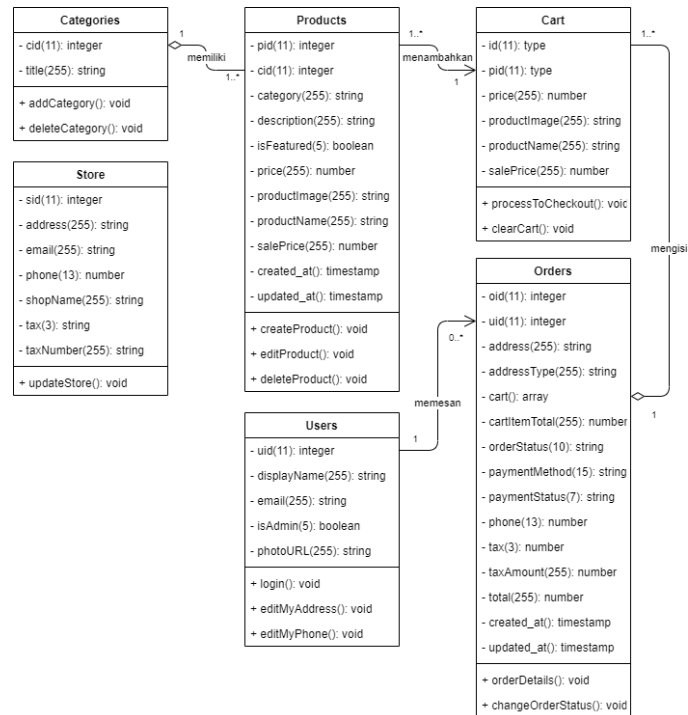 Categories
- cid(11): integer
- title(255): string
+ addCategory(): void
+ deleteCategory(): void
1
memiliki
1..*
Products
- pid(11): integer
- cid(11): integer
- category(255): string
- description(255): string
- isFeatured(5): boolean
- price(255): number
- productImage(255): string
- productName(255): string
- salePrice(255): number
- created_at(): timestamp
- updated_at(): timestamp
+ createProduct(): void
+ editProduct(): void
+ deleteProduct(): void
1..*
menambahkan
1
Cart
- id(11): type
- pid(11): type
- price(255): number
- productImage(255): string
- productName(255): string
- salePrice(255): number
+ processToCheckout(): voic
+ clearCart(): void
1..*
mengisi
1
Store
- sid(11): integer
- address(255): string
- email(255): string
- phone(13): number
- shopName(255): string
- tax(3): string
- taxNumber(255): string
+ updateStore(): void
Users
- uid(11): integer
- displayName(255): string
- email(255): string
- isAdmin(5): boolean
- photoURL(255): string
+ login(): void
+ editMyAddress(): void
+ editMyPhone(): void
1
memesan
0..*
Orders
- oid(11): integer
- uid(11): integer
- address(255): string
- addressType(255): string
- cart(): array
- cartItemTotal(255): number
- orderStatus(10): string
- paymentMethod(15): string
- paymentStatus(7): string
- phone(13): number
- tax(3): number
- taxAmount(255): number
- total(255): number
- created_at(): timestamp
- updated_at(): timestamp
+ orderDetails(): void
+ changeOrderStatus(): void